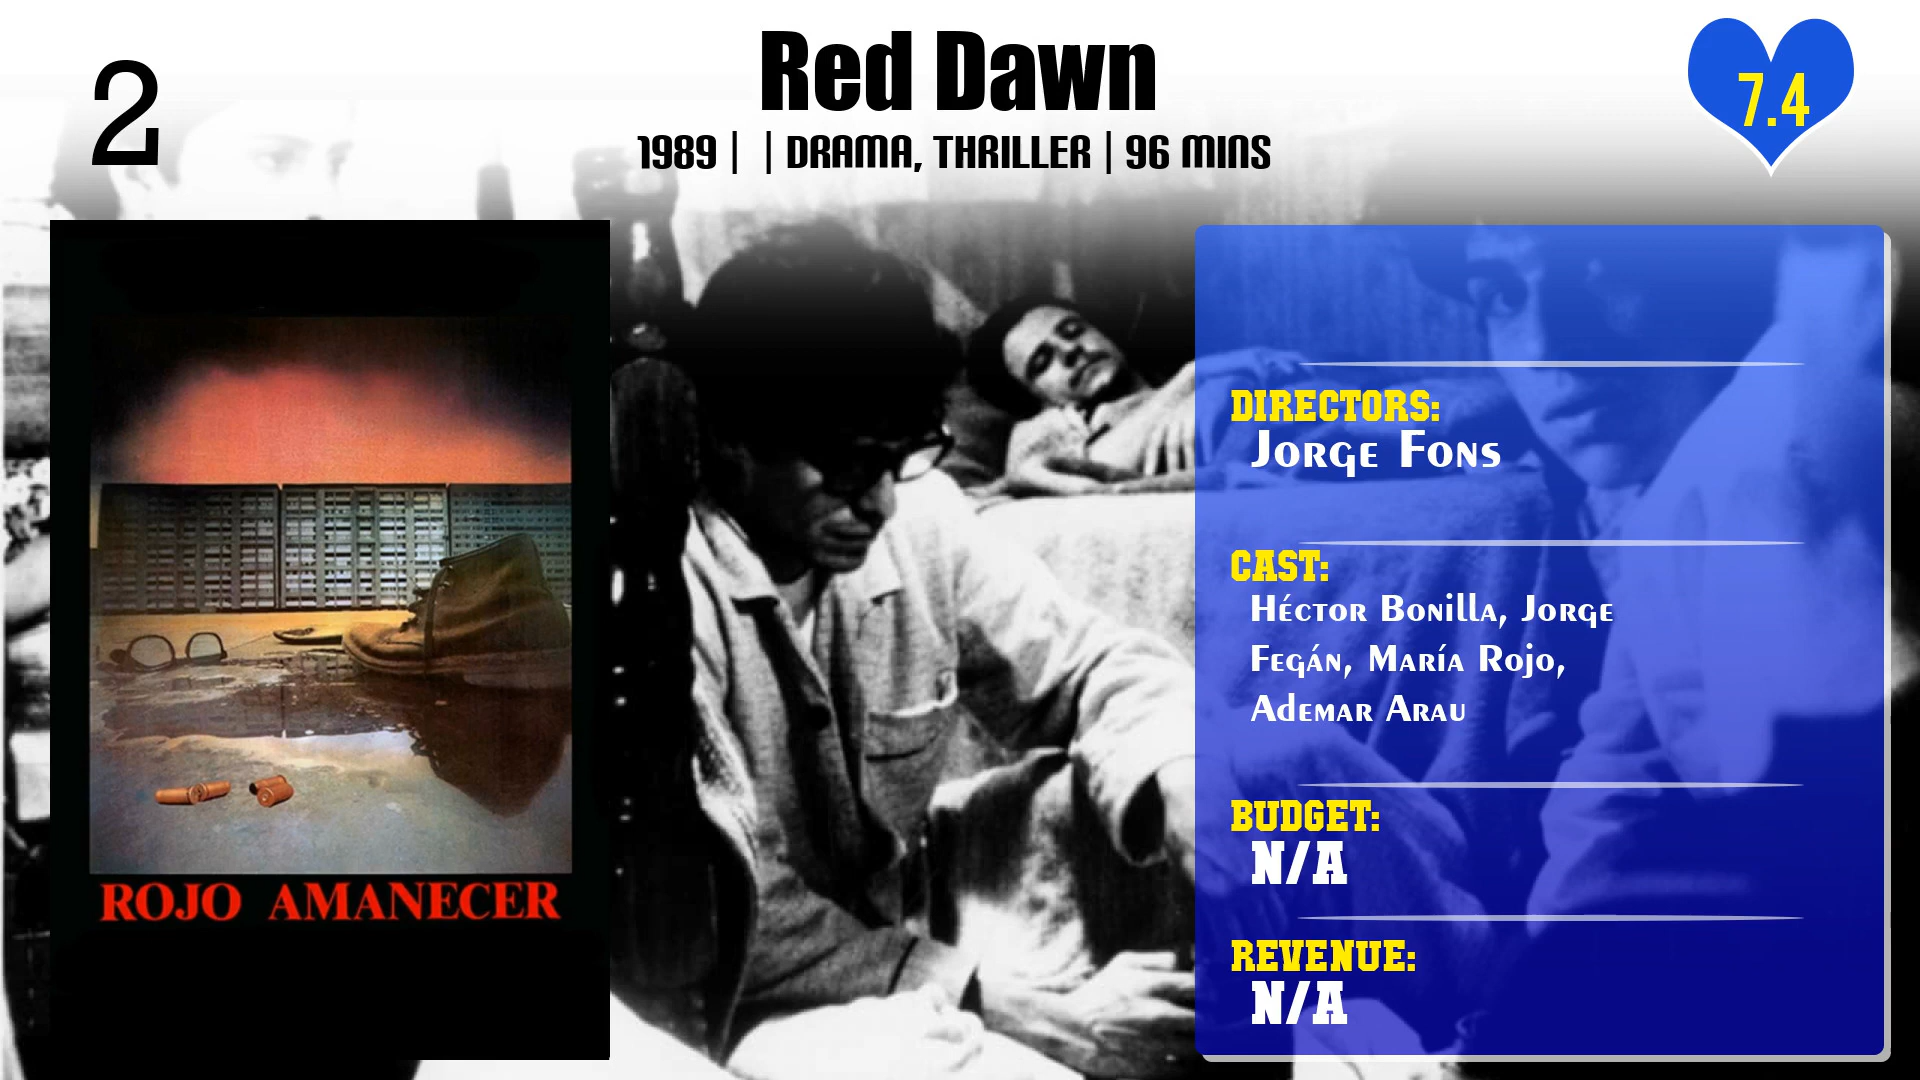 2
Red Dawn
7.4
1989 | | DRAMA, THRILLER | 96 MINS
ROJO AMANECER
DIRECTORS:
Jorge Fons
CAST:
Héctor Bonilla, Jorge
Fegán, María Rojo,
Ademar Arau
BUDGET:
N/A
REVENUE:
N/A